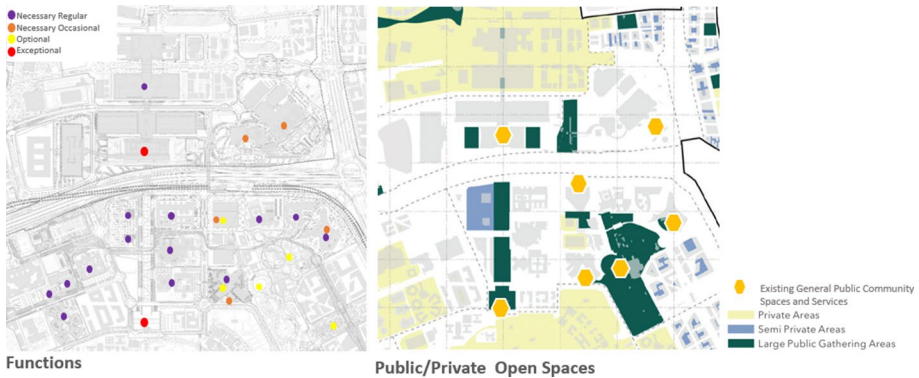 Necessary Regular
Necessary Occasional
Optional
Exceptional
Existing General Public Community
Spaces and Services
Private Areas
Semi Private Areas
Large Public Gathering Areas
Functions
Public/Private Open Spaces